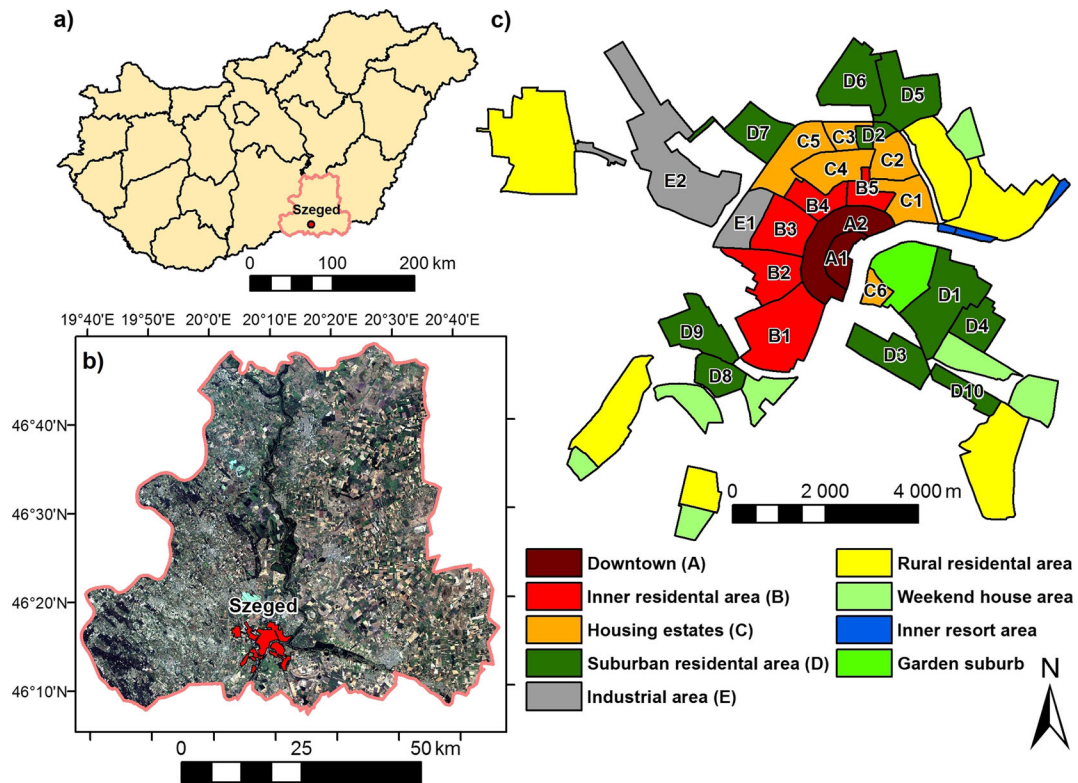 a)
Szeged
0 100 200 km
19°40'E 19°50'E 20°0'E 20°10'E 20°20'E 20°30'E 20°40'E
b)
46°40'N
46°30'N
46°20'N
46°10'N
Szeged
0 25 50 km
c)
D6
D5
D7
C5
C3
D2
C4
C2
E2
B5
B4
C1
E1
B3
A2
A1
B2
C6
D1
B1
D4
D9
D3
D8
D10
0 2 000 4 000 m
Downtown (A)
Inner residental area (B)
Housing estates (C)
Suburban residental area (D)
Industrial area (E)
Rural residental area
Weekend house area
Inner resort area
Garden suburb
N